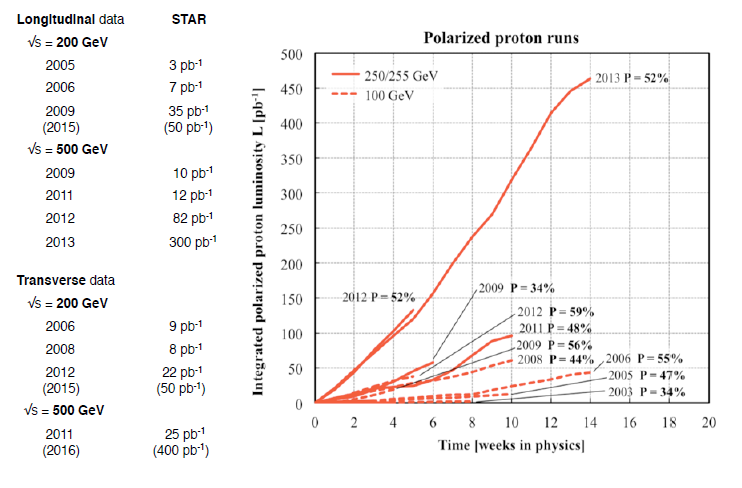 Longitudinal data STAR
√s = 200 GeV
2005 3 pb-1
2006 7 pb-1
2009 35 pb-1
(2015) (50 pb-1)
√s = 500 GeV
2009 10 pb-1
2011 12 pb-1
2012 82 pb-1
2013 300 pb-1
Transverse data
√s = 200 GeV
2006 9 pb-1
2008 8 pb-1
2012 22 pb-1
(2015) (50 pb-1)
√s = 500 GeV
2011 25 pb-1
(2016) (400 pb-1)
Polarized proton runs
Integrated polarized proton luminosity L [pb-1]
500
450
400
350
300
250
200
150
100
50
0
250/255 GeV
100 GeV
2013 P = 52%
2012 P = 52%
2009 P = 34%
2012 P = 59%
2011 P = 48%
2009 P = 56%
2008 P = 44%
2006 P = 55%
2005 P = 47%
2003 P = 34%
0 2 4 6 8 10 12 14 16 18 20
Time [weeks in physics]